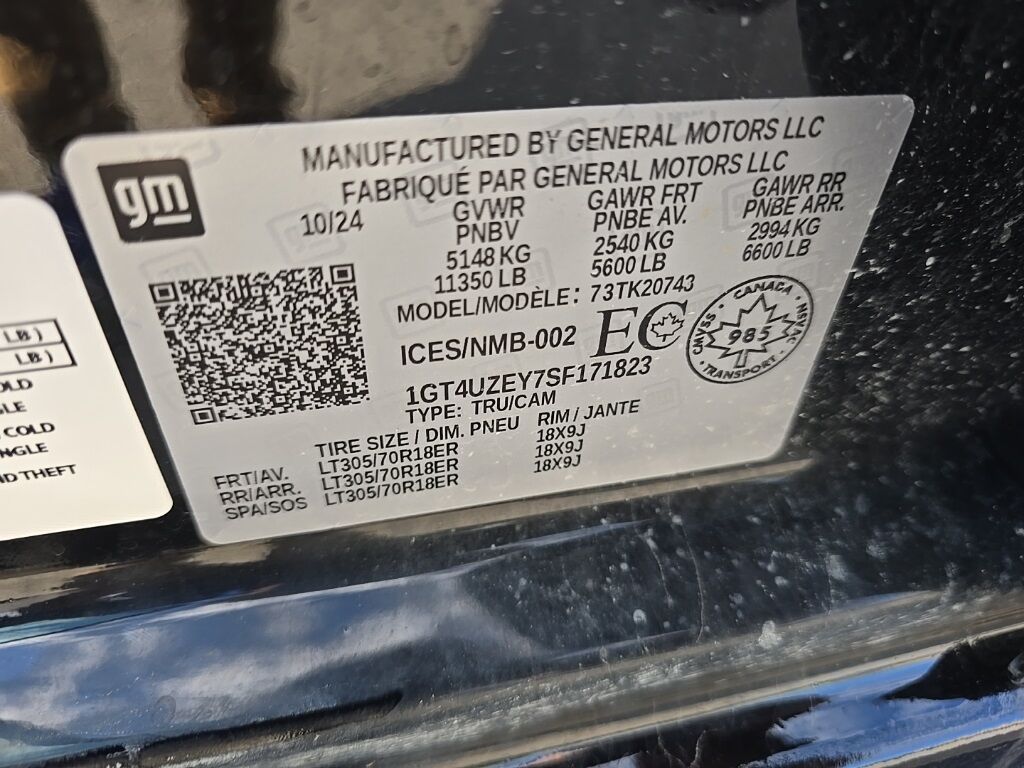 MANUFACTURED BY GENERAL MOTORS LLC
FABRIQUÉ PAR GENERAL MOTORS LLC
gm
10/24
GVWR
PNBV
5148 KG
11350 LB
GAWR FRT
PNBE AV.
2540 KG
5600 LB
GAWR RR
PNBE ARR.
2994 KG
6600 LB
MODEL/MODÈLE: 73TK20743
ICES/NMB-002
EC
CANADA
CMVSS
NSVAC
985
TRANSPORT
1GT4UZEY7SF171823
TYPE: TRU/CAM
TIRE SIZE / DIM. PNEU RIM / JANTE
FRT/AV. LT305/70R18ER 18X9J
RR/ARR. LT305/70R18ER 18X9J
SPA/SOS LT305/70R18ER 18X9J
LB)
LB)
COLD
ND THEFT